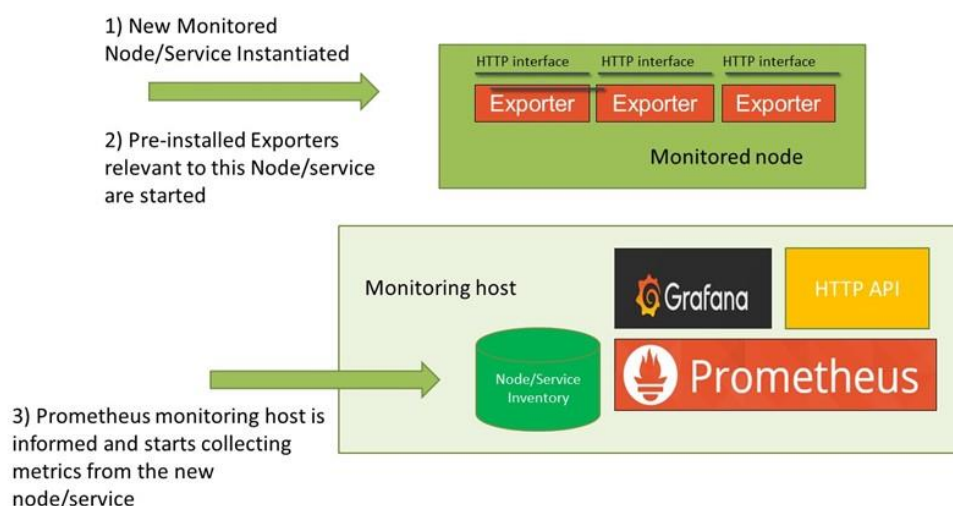 1) New Monitored
Node/Service Instantiated
2) Pre-installed Exporters
relevant to this Node/service
are started
HTTP interface HTTP interface HTTP interface
Exporter Exporter Exporter
Monitored node
Monitoring host
Grafana
HTTP API
Node/Service
Inventory
Prometheus
3) Prometheus monitoring host is
informed and starts collecting
metrics from the new
node/service